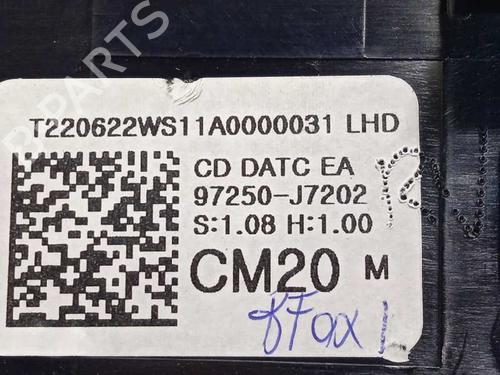 T220622WS11A0000031 LHD
CD DATC EA
97250-J7202
S:1.08 H:1.00
CM20 M
B PARTS